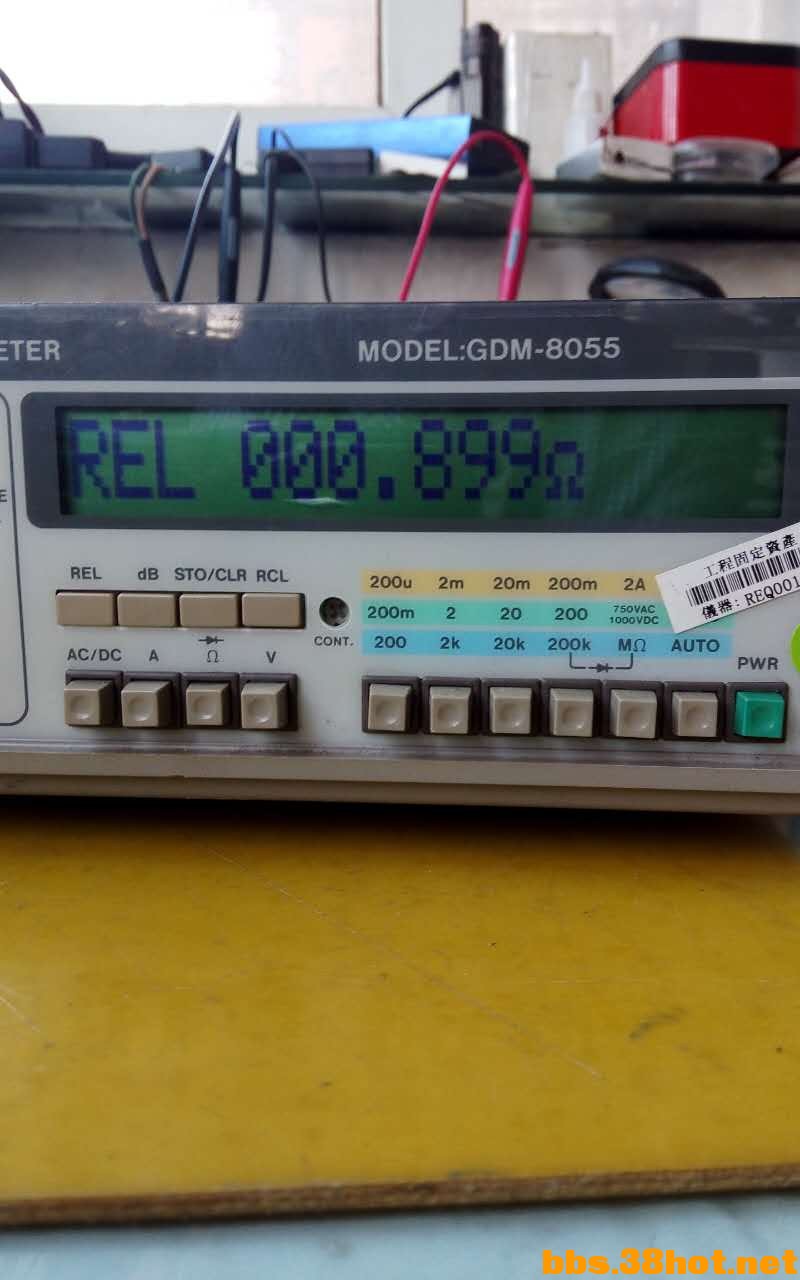 ETER
MODEL:GDM-8055
REL 000.899Ω
E
REL dB STO/CLR RCL
CONT.
AC/DC A Ω V
200u 2m 20m 200m 2A
200m 2 20 200 750VAC 1000VDC
200 2k 20k 200k MΩ AUTO
PWR
工程固定資產
儀器: REQ001
bbs.38hot.net